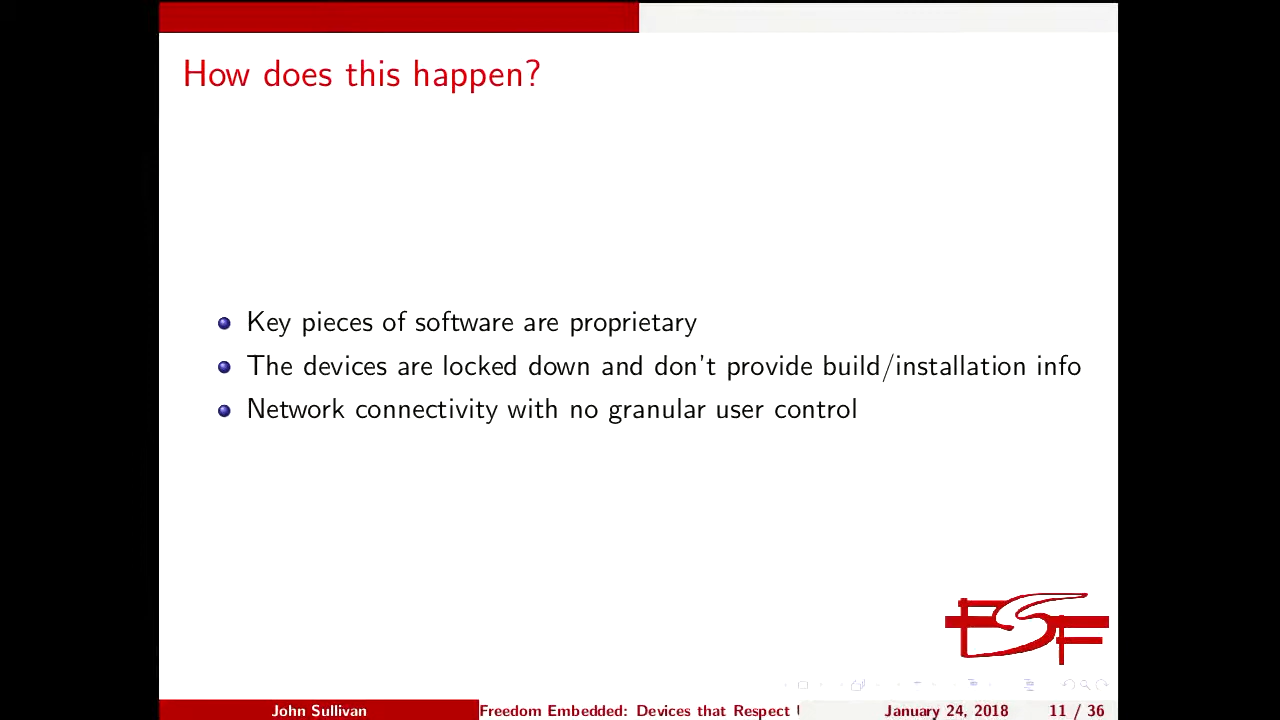 How does this happen?
Key pieces of software are proprietary
The devices are locked down and don't provide build/installation info
Network connectivity with no granular user control
FSF
John Sullivan
Freedom Embedded: Devices that Respect
January 24, 2018
11 / 36